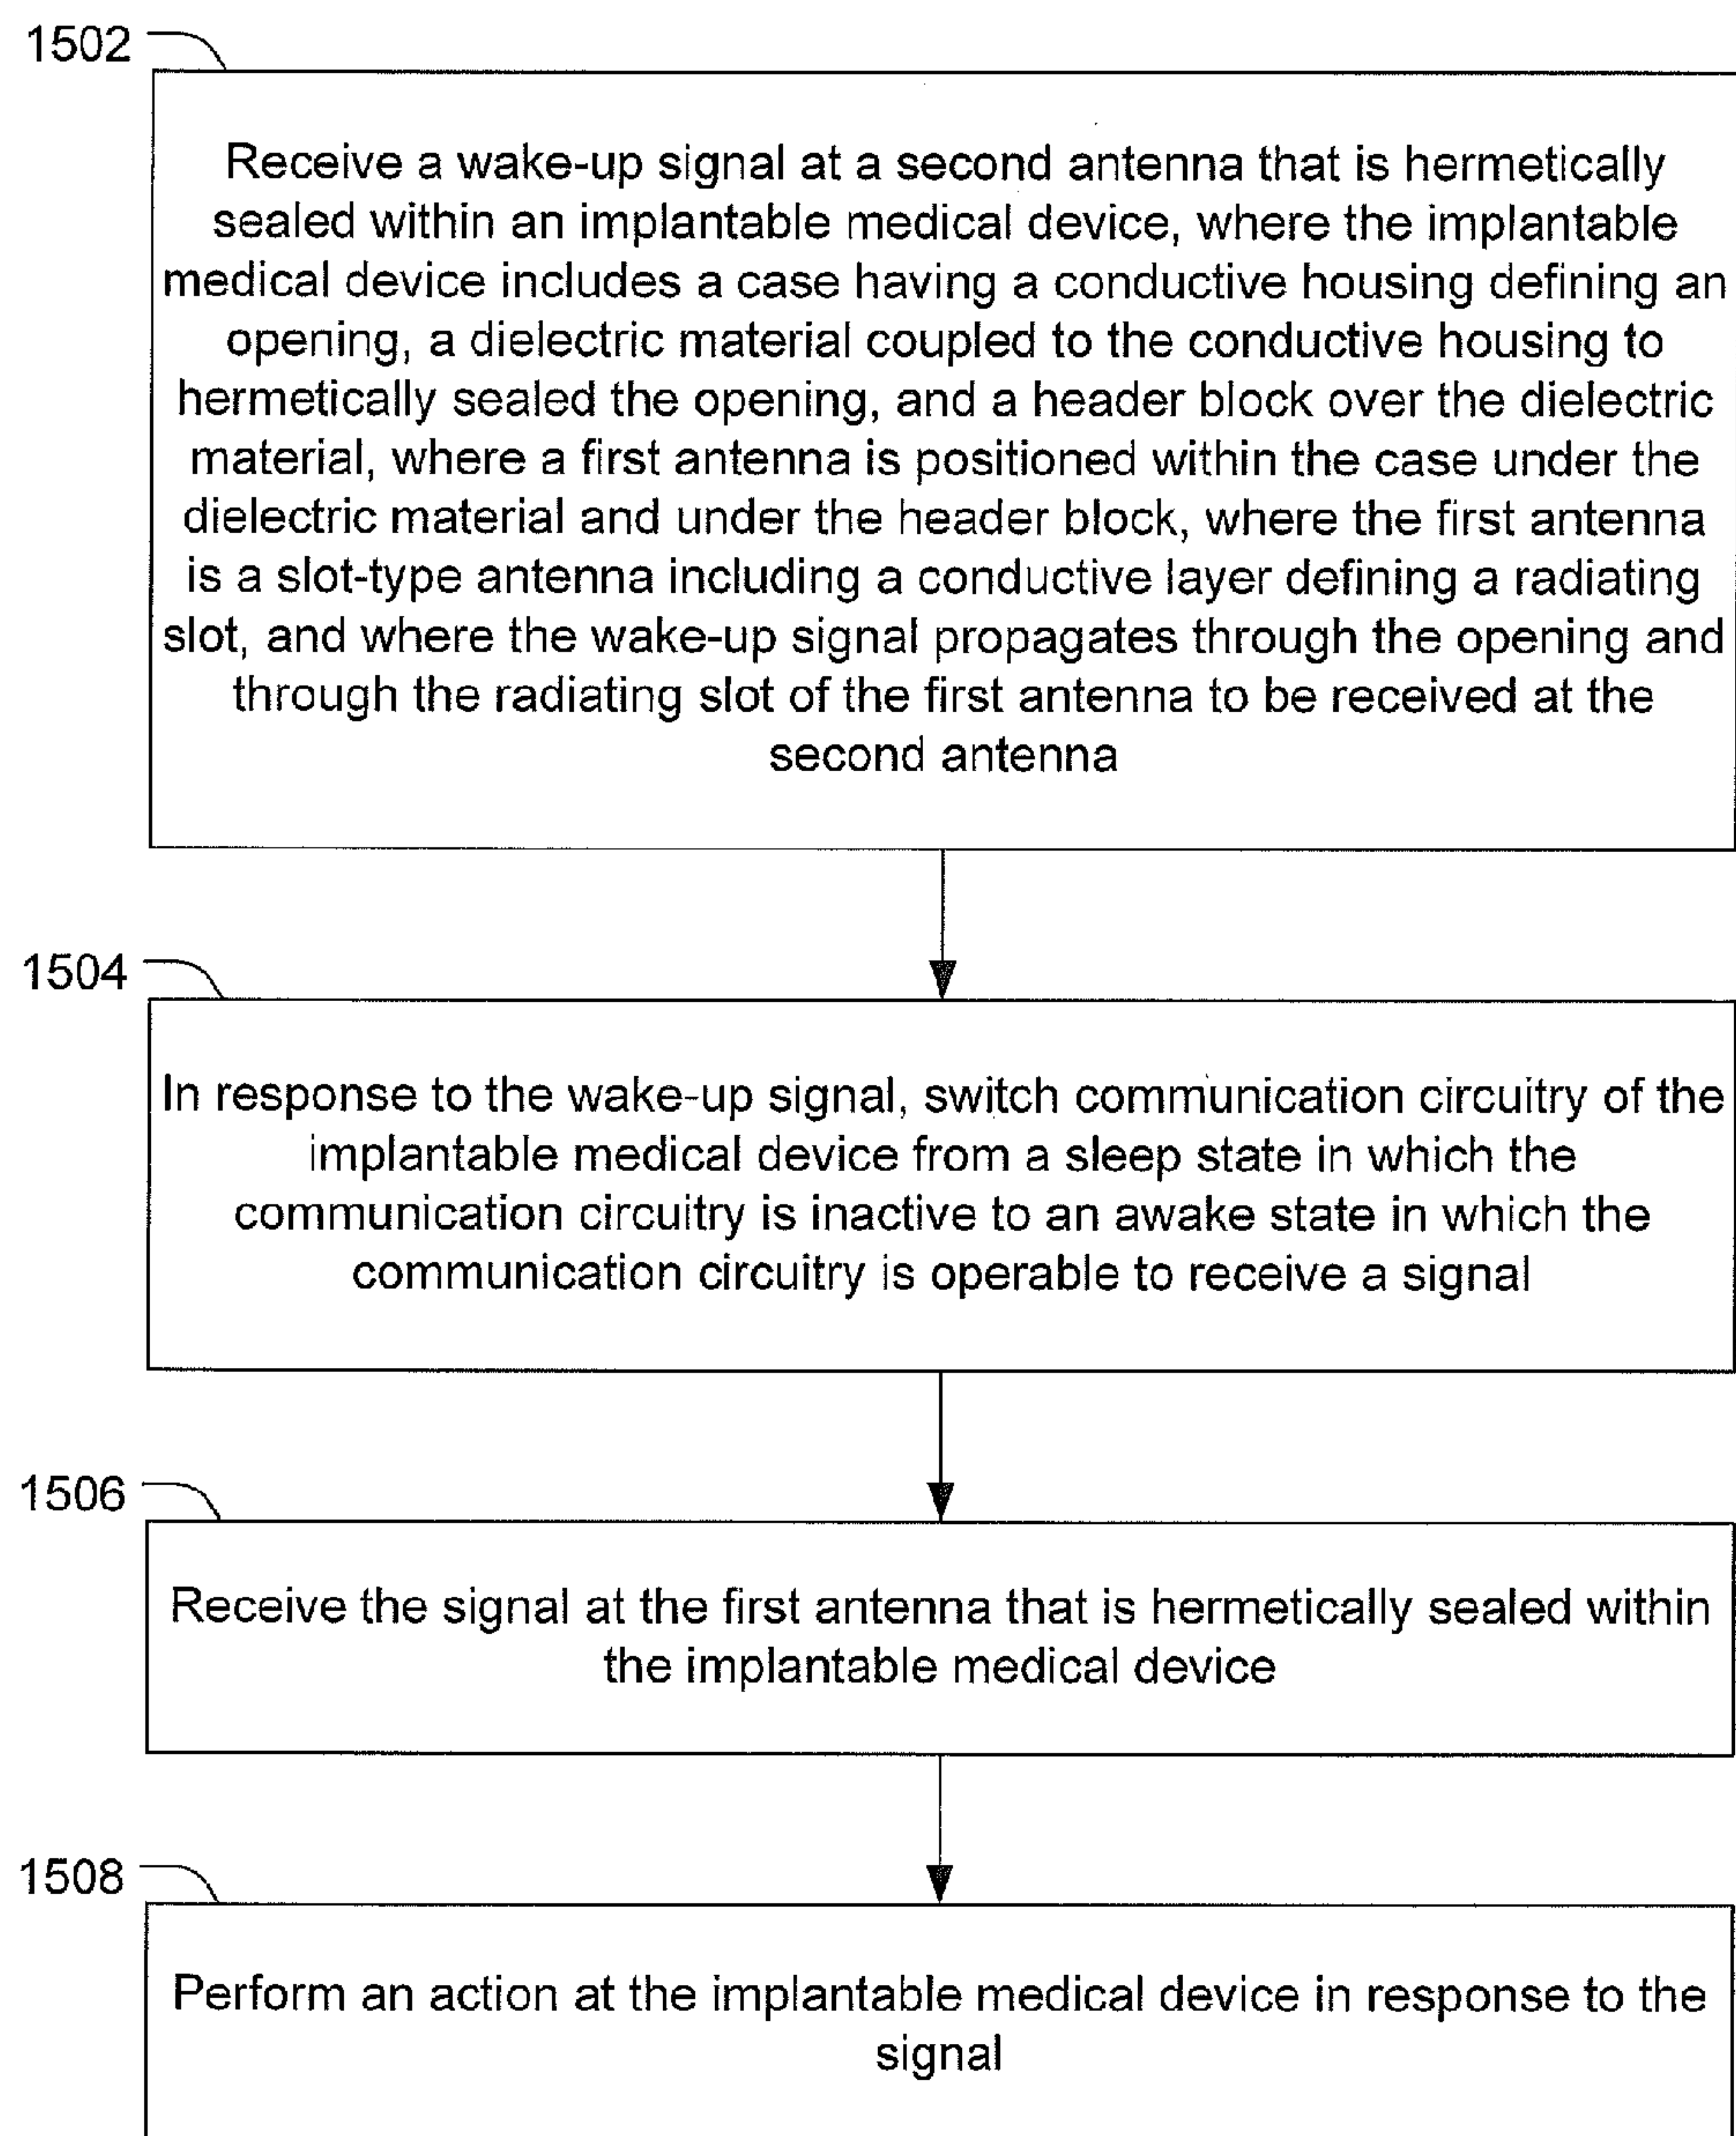 1502
Receive a wake-up signal at a second antenna that is hermetically
sealed within an implantable medical device, where the implantable
medical device includes a case having a conductive housing defining an
opening, a dielectric material coupled to the conductive housing to
hermetically sealed the opening, and a header block over the dielectric
material, where a first antenna is positioned within the case under the
dielectric material and under the header block, where the first antenna
is a slot-type antenna including a conductive layer defining a radiating
slot, and where the wake-up signal propagates through the opening and
through the radiating slot of the first antenna to be received at the
second antenna
1504
In response to the wake-up signal, switch communication circuitry of the
implantable medical device from a sleep state in which the
communication circuitry is inactive to an awake state in which the
communication circuitry is operable to receive a signal
1506
Receive the signal at the first antenna that is hermetically sealed within
the implantable medical device
1508
Perform an action at the implantable medical device in response to the
signal